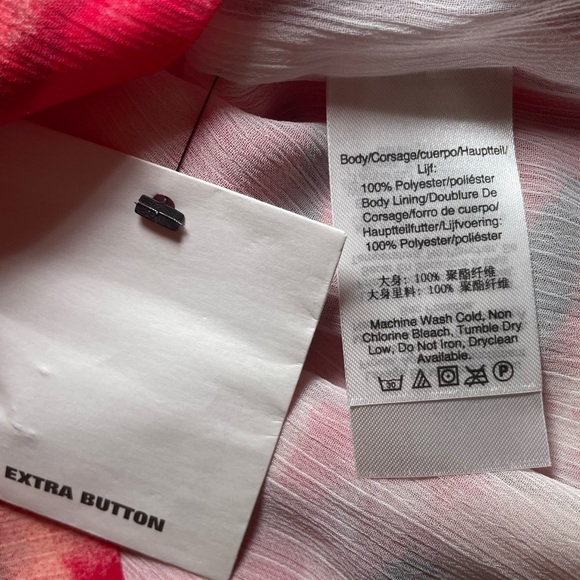 Body/Corsage/cuerpo/Hauptteil/
Lijf:
100% Polyester/poliéster
Body Lining/Doublure De
Corsage/forro de cuerpo/
Hauptteilfutter/Lijfvoering:
100% Polyester/poliéster
大身: 100% 聚酯纤维
大身里料: 100% 聚酯纤维
Machine Wash Cold, Non
Chlorine Bleach, Tumble Dry
Low, Do Not Iron, Dryclean
Available.
30
P
EXTRA BUTTON